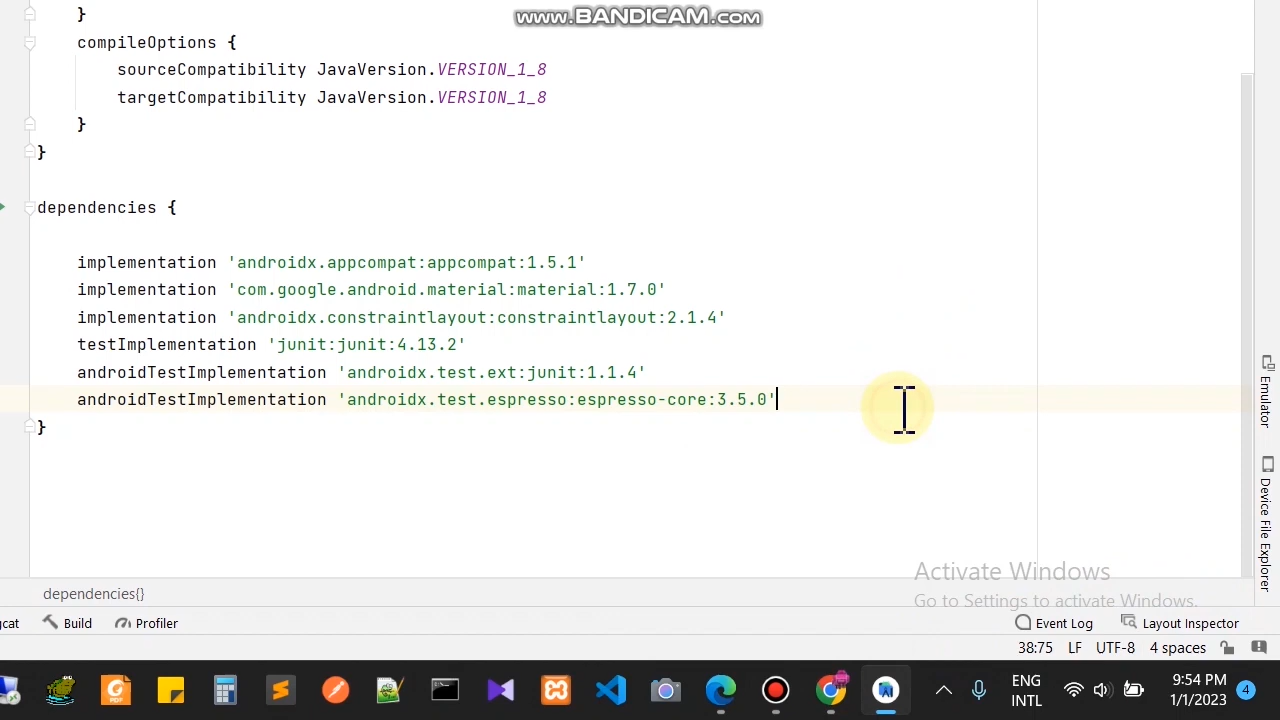 www.BANDICAM.com
}
compileOptions {
sourceCompatibility JavaVersion.VERSION_1_8
targetCompatibility JavaVersion.VERSION_1_8
}
}
dependencies {
implementation 'androidx.appcompat:appcompat:1.5.1'
implementation 'com.google.android.material:material:1.7.0'
implementation 'androidx.constraintlayout:constraintlayout:2.1.4'
testImplementation 'junit:junit:4.13.2'
androidTestImplementation 'androidx.test.ext:junit:1.1.4'
androidTestImplementation 'androidx.test.espresso:espresso-core:3.5.0'
}
Emulator
Device File Explorer
Activate Windows
Go to Settings to activate Windows.
dependencies{}
gcat Build Profiler Event Log Layout Inspector
38:75 LF UTF-8 4 spaces
ENG 9:54 PM
INTL 1/1/2023 4